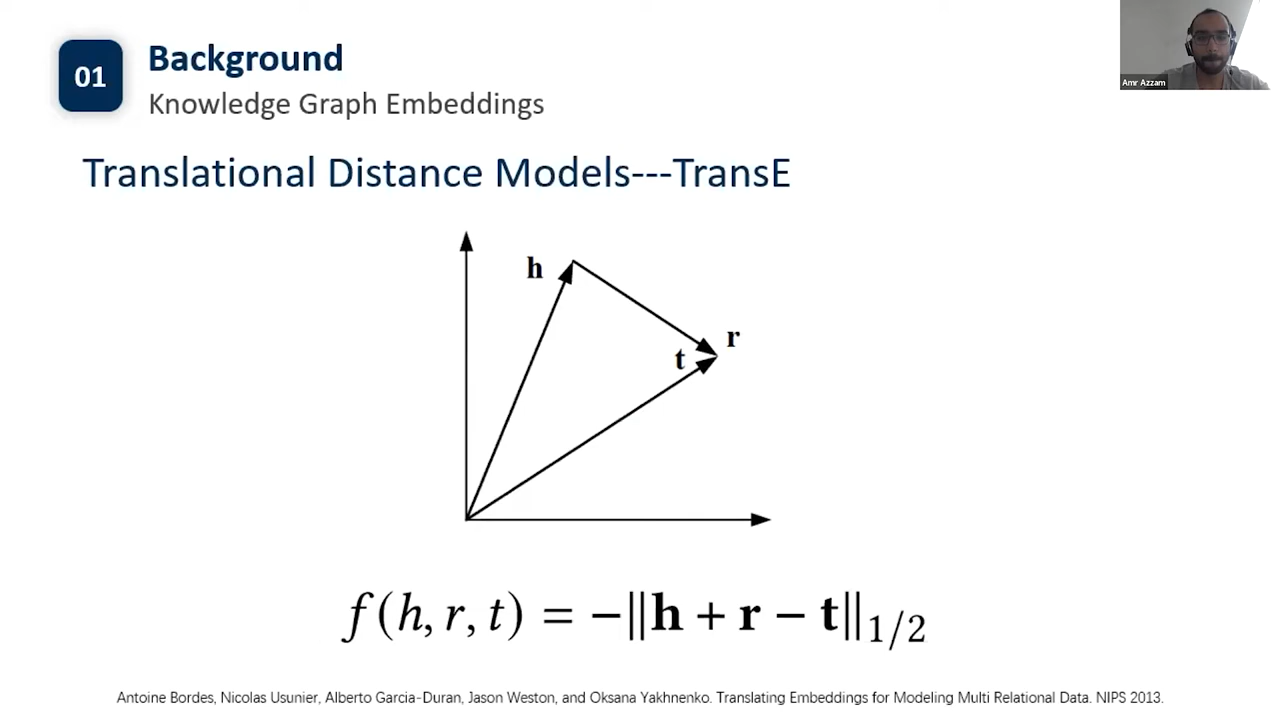 01
Background
Knowledge Graph Embeddings
Amr Azzam
Translational Distance Models---TransE
h
r
t
f(h, r, t) = −‖h + r − t‖1/2
Antoine Bordes, Nicolas Usunier, Alberto Garcia-Duran, Jason Weston, and Oksana Yakhnenko. Translating Embeddings for Modeling Multi Relational Data. NIPS 2013.